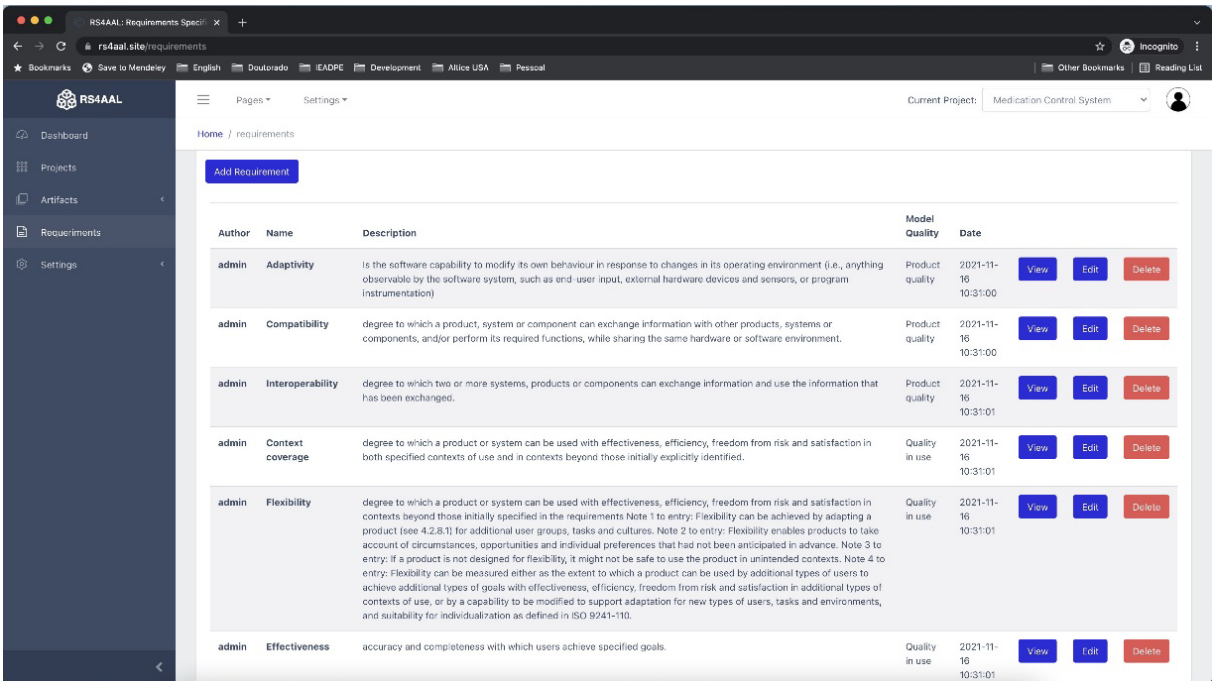 RS4AAL: Requirements Specifi
rs4aal.site/requirements
Incognito
Bookmarks Save to Mendeley English Doutorado IEADPE Development Altice USA Pessoal Other Bookmarks Reading List
RS4AAL
Pages Settings Current Project: Medication Control System
Dashboard
Home / requirements
Projects
Add Requirement
Artifacts
Requeriments
Settings
Author Name Description Model Quality Date
admin Adaptivity Is the software capability to modify its own behaviour in response to changes in its operating environment (i.e., anything
observable by the software system, such as end-user input, external hardware devices and sensors, or program
instrumentation)
Product quality
2021-11-16 10:31:00
View Edit Delete
admin Compatibility degree to which a product, system or component can exchange information with other products, systems or
components, and/or perform its required functions, while sharing the same hardware or software environment.
Product quality
2021-11-16 10:31:00
View Edit Delete
admin Interoperability degree to which two or more systems, products or components can exchange information and use the information that
has been exchanged.
Product quality
2021-11-16 10:31:01
View Edit Delete
admin Context coverage degree to which a product or system can be used with effectiveness, efficiency, freedom from risk and satisfaction in
both specified contexts of use and in contexts beyond those initially explicitly identified.
Quality in use
2021-11-16 10:31:01
View Edit Delete
admin Flexibility degree to which a product or system can be used with effectiveness, efficiency, freedom from risk and satisfaction in
contexts beyond those initially specified in the requirements Note 1 to entry: Flexibility can be achieved by adapting a
product (see 4.2.8.1) for additional user groups, tasks and cultures. Note 2 to entry: Flexibility enables products to take
account of circumstances, opportunities and individual preferences that had not been anticipated in advance. Note 3 to
entry: If a product is not designed for flexibility, it might not be safe to use the product in unintended contexts. Note 4 to
entry: Flexibility can be measured either as the extent to which a product can be used by additional types of users to
achieve additional types of goals with effectiveness, efficiency, freedom from risk and satisfaction in additional types of
contexts of use, or by a capability to be modified to support adaptation for new types of users, tasks and environments,
and suitability for individualization as defined in ISO 9241-110.
Quality in use
2021-11-16 10:31:01
View Edit Delete
admin Effectiveness accuracy and completeness with which users achieve specified goals.
Quality in use
2021-11-16 10:31:01
View Edit Delete